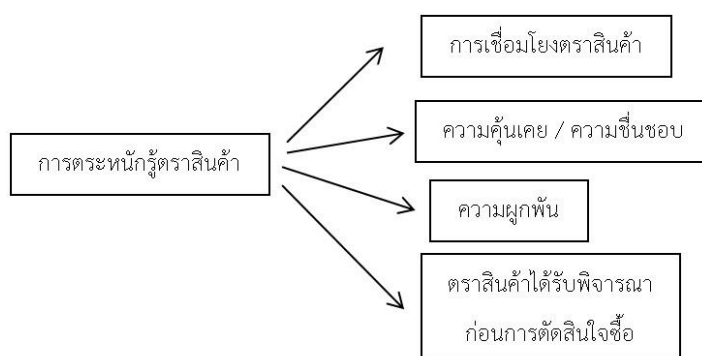 การเชื่อมโยงตราสินค้า
ความคุ้นเคย / ความชื่นชอบ
การตระหนักรู้ตราสินค้า
ความผูกพัน
ตราสินค้าได้รับพิจารณา
ก่อนการตัดสินใจซื้อ